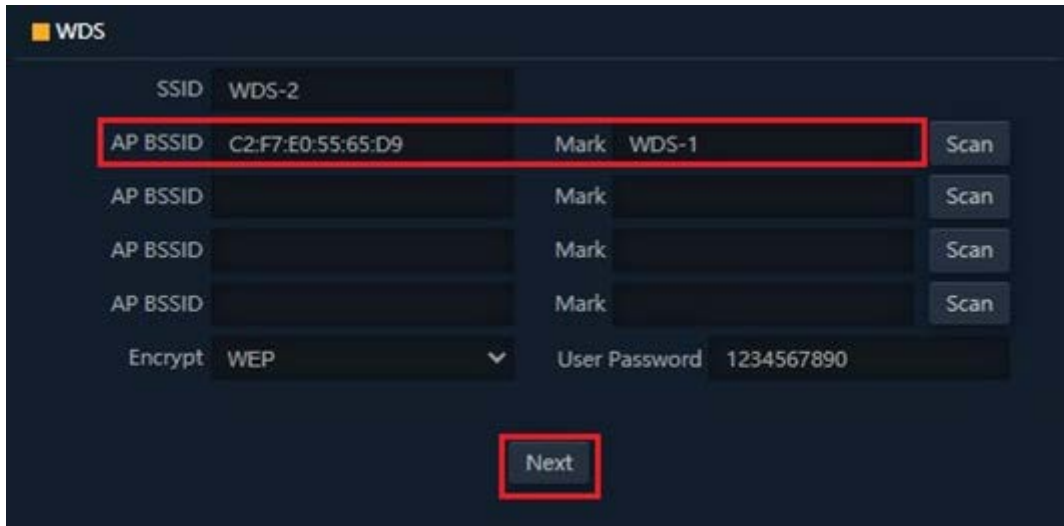 WDS
SSID WDS-2
AP BSSID C2:F7:E0:55:65:D9 Mark WDS-1 Scan
AP BSSID Mark Scan
AP BSSID Mark Scan
AP BSSID Mark Scan
Encrypt WEP User Password 1234567890
Next